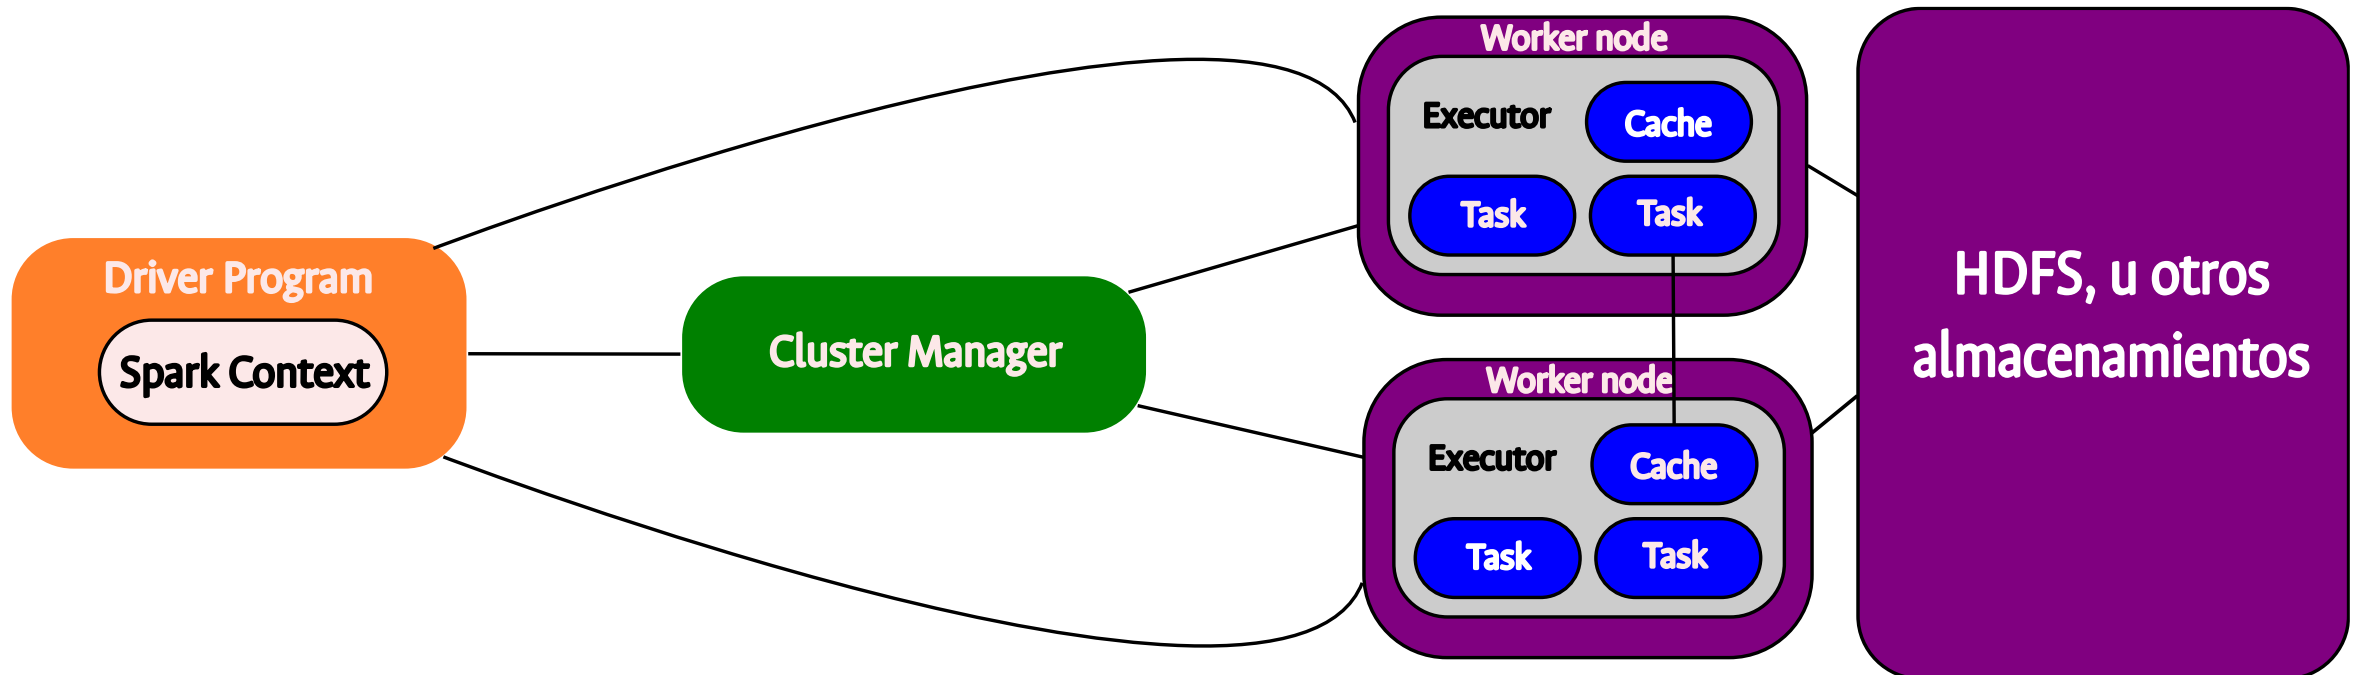 Driver Program
Spark Context
Cluster Manager
Worker node
Executor
Cache
Task
Task
Worker node
Executor
Cache
Task
Task
HDFS, u otros
almacenamientos